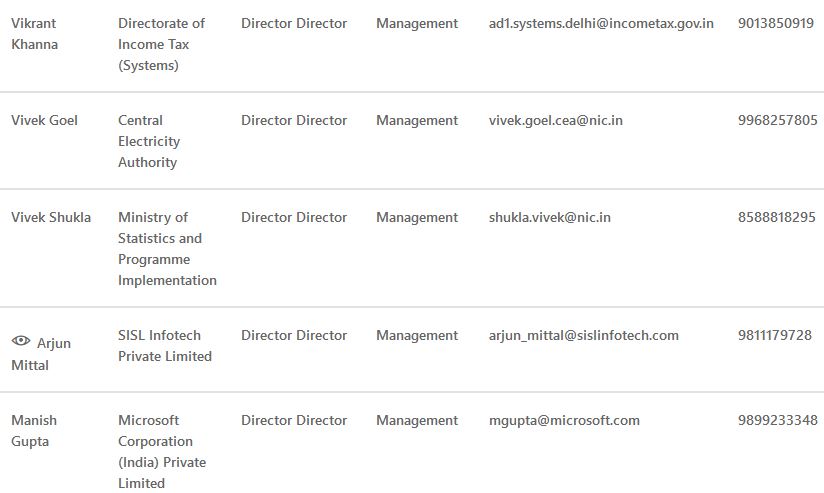 Vikrant Khanna Directorate of Income Tax (Systems) Director Director Management ad1.systems.delhi@incometax.gov.in 9013850919
Vivek Goel Central Electricity Authority Director Director Management vivek.goel.cea@nic.in 9968257805
Vivek Shukla Ministry of Statistics and Programme Implementation Director Director Management shukla.vivek@nic.in 8588818295
Arjun Mittal SISL Infotech Private Limited Director Director Management arjun_mittal@sislinfotech.com 9811179728
Manish Gupta Microsoft Corporation (India) Private Limited Director Director Management mgupta@microsoft.com 9899233348